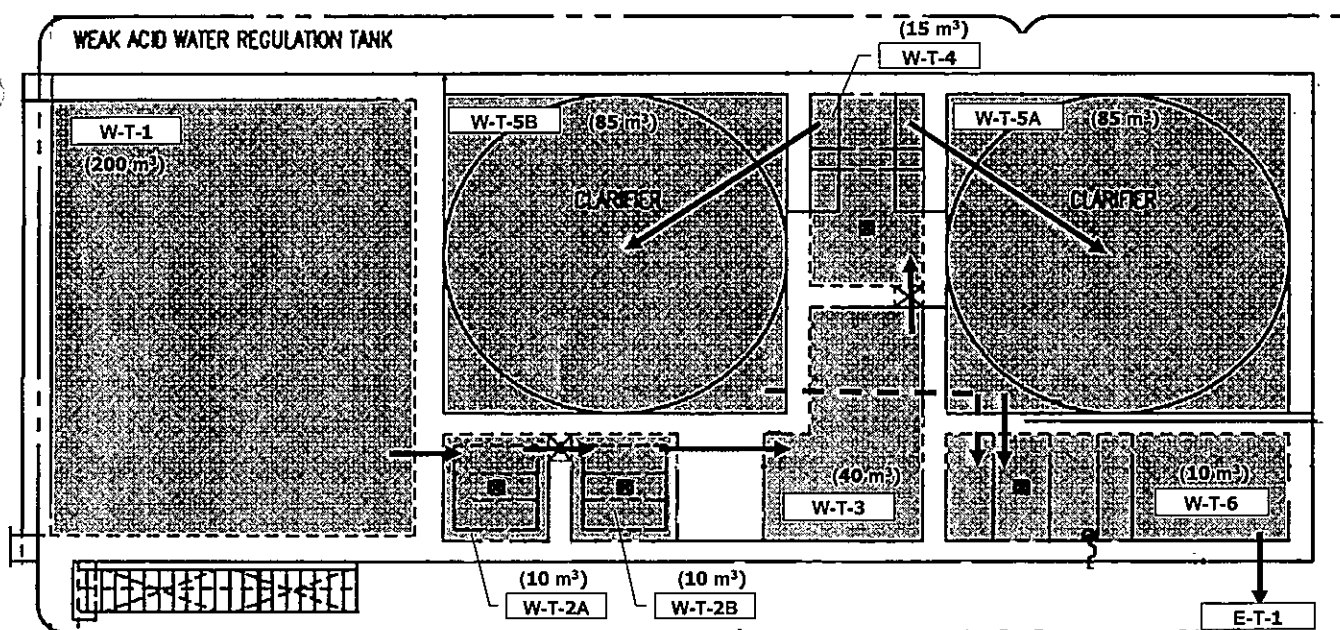 WEAK ACID WATER REGULATION TANK
(15 m³)
W-T-4
W-T-1
(200 m³)
W-T-5B
(85 m³)
W-T-5A
(85 m³)
CLARIFIER
CLARIFIER
(40 m³)
W-T-3
(10 m³)
W-T-6
(10 m³)
W-T-2A
(10 m³)
W-T-2B
E-T-1